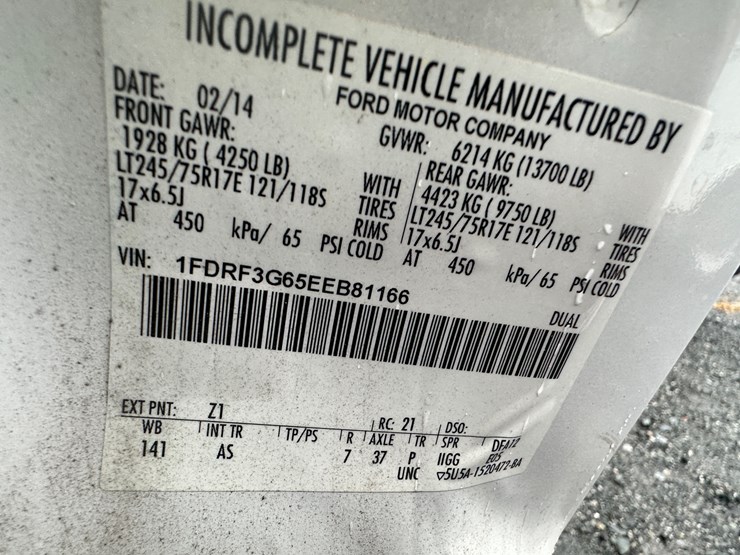 INCOMPLETE VEHICLE MANUFACTURED BY
FORD MOTOR COMPANY
DATE: 02/14 GVWR: 6214 KG (13700 LB)
FRONT GAWR: REAR GAWR:
1928 KG ( 4250 LB) WITH 4423 KG ( 9750 LB) WITH
LT245/75R17E 121/118S TIRES LT245/75R17E 121/118S TIRES
17x6.5J RIMS 17x6.5J RIMS
AT 450 kPa/ 65 PSI COLD AT 450 kPa/ 65 PSI COLD
VIN: 1FDRF3G65EEB81166 DUAL
EXT PNT: Z1 RC: 21 DSO:
WB INT TR TP/PS R AXLE TR SPR
141 AS 7 37 P IIGG
UNC ▽5U5A-1520472-BA